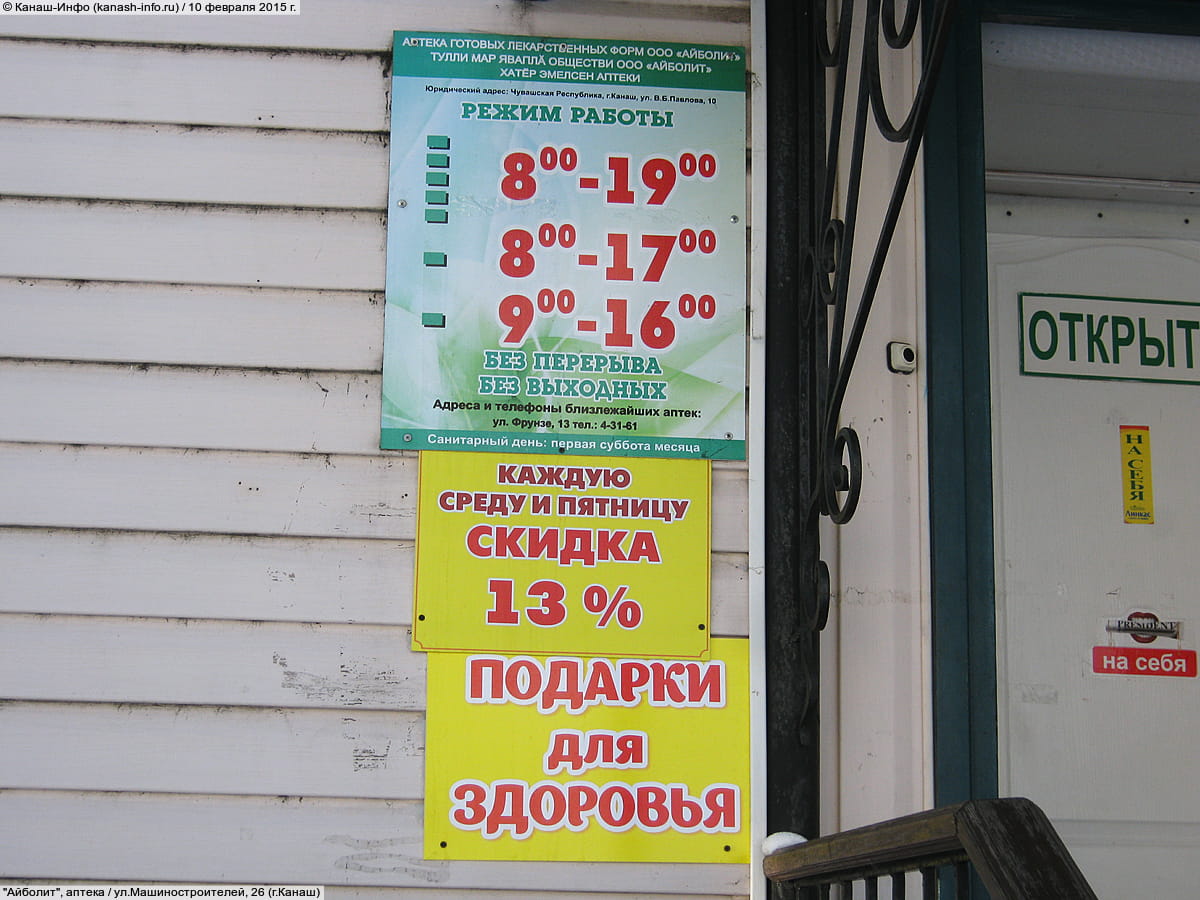 © Канаш-Инфо (kanash-info.ru) / 10 февраля 2015 г.
АПТЕКА ГОТОВЫХ ЛЕКАРСТВЕННЫХ ФОРМ ООО «АЙБОЛИТ»
ТУЛЛИ МАР ЯВАПЛĂ ОБЩЕСТВИ ООО «АЙБОЛИТ»
ХАТĔР ЭМЕЛСЕН АПТЕКИ
Юридический адрес: Чувашская Республика, г.Канаш, ул. В.Б.Павлова, 10
РЕЖИМ РАБОТЫ
8⁰⁰-19⁰⁰
8⁰⁰-17⁰⁰
9⁰⁰-16⁰⁰
БЕЗ ПЕРЕРЫВА
БЕЗ ВЫХОДНЫХ
Адреса и телефоны близлежайших аптек:
ул. Фрунзе, 13 тел.: 4-31-61
Санитарный день: первая суббота месяца
КАЖДУЮ
СРЕДУ И ПЯТНИЦУ
СКИДКА
13 %
ПОДАРКИ
для
ЗДОРОВЬЯ
ОТКРЫТ
НА СЕБЯ
Линкас
PRESIDENT
на себя
"Айболит", аптека / ул.Машиностроителей, 26 (г.Канаш)